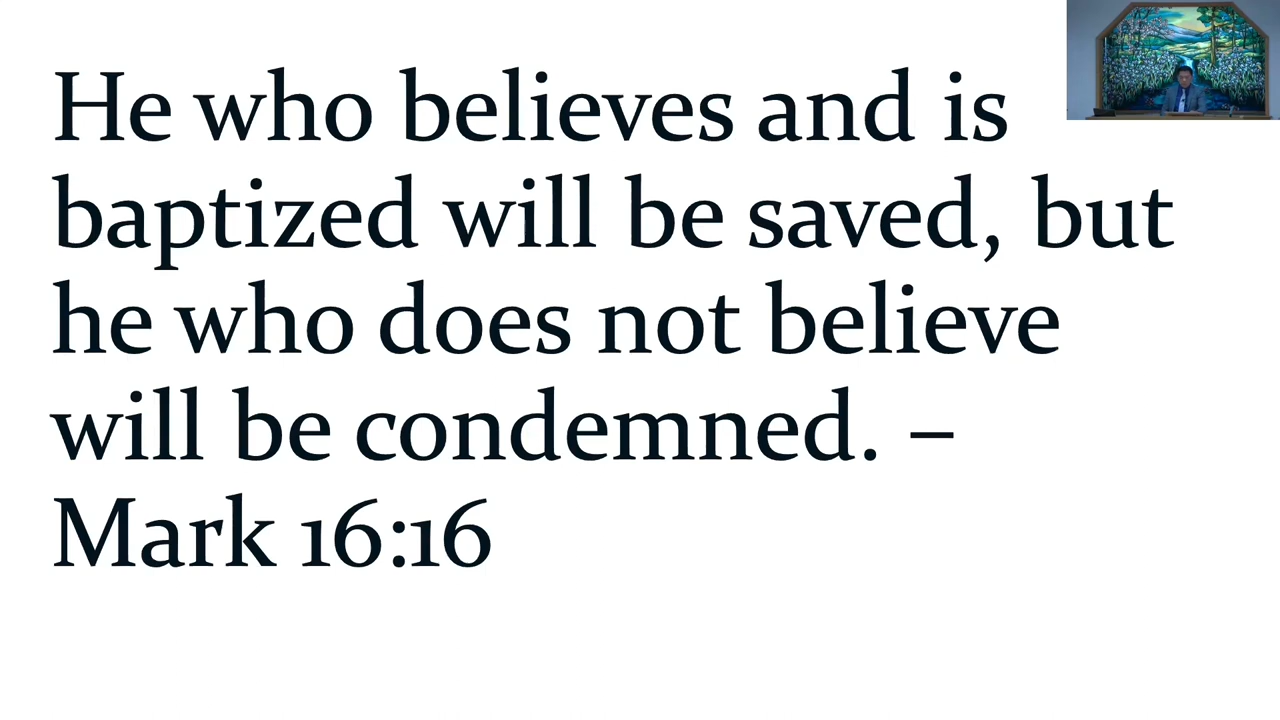 He who believes and is
baptized will be saved, but
he who does not believe
will be condemned. –
Mark 16:16